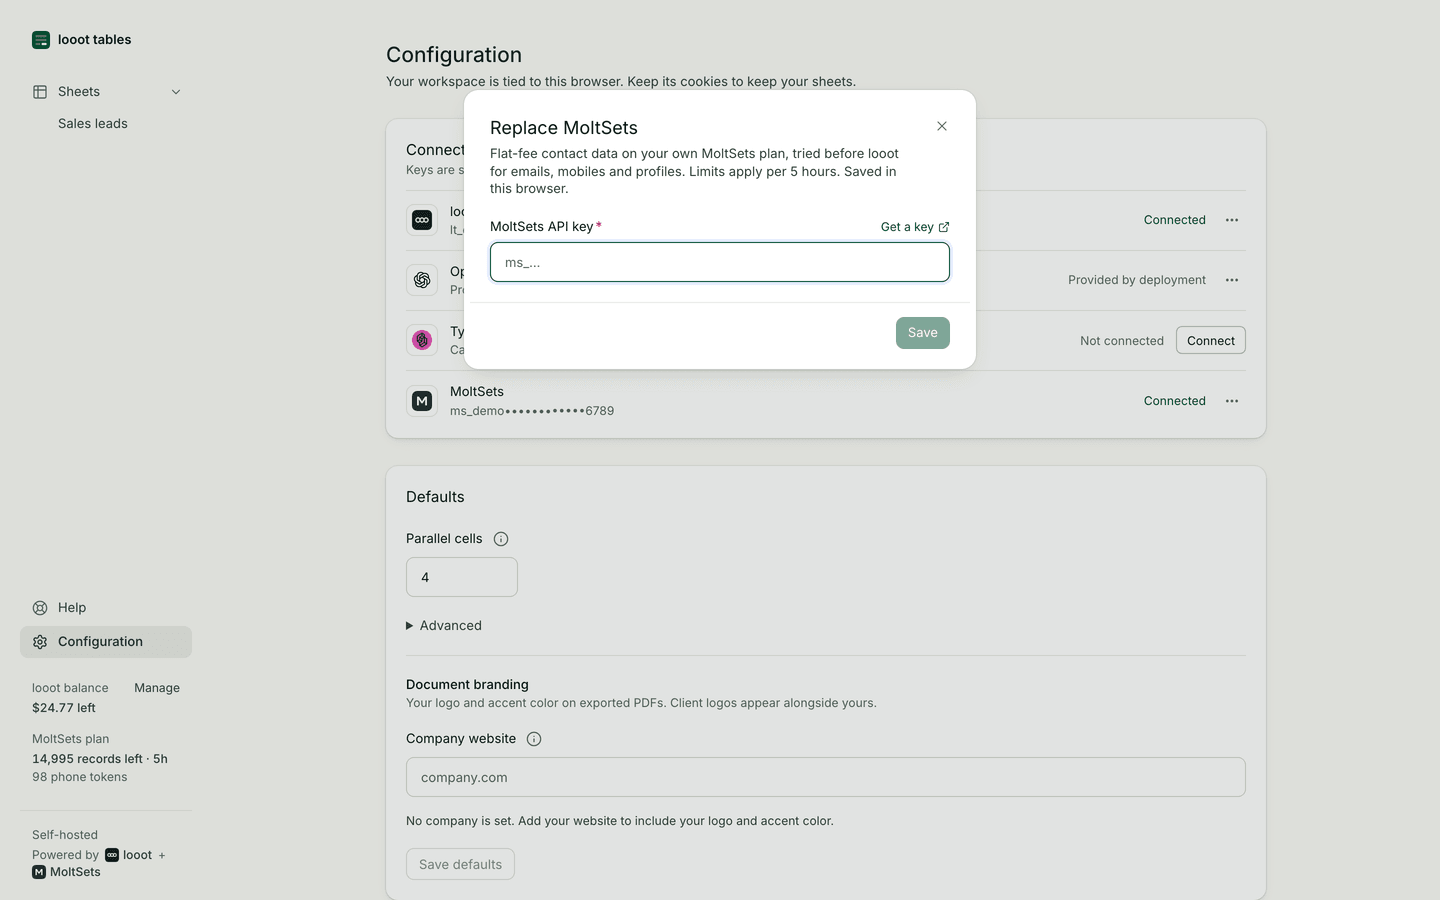 looot tables
Sheets
Sales leads
Help
Configuration
looot balance
Manage
$24.77 left
MoltSets plan
14,995 records left · 5h
98 phone tokens
Self-hosted
Powered by looot +
MoltSets
Configuration
Your workspace is tied to this browser. Keep its cookies to keep your sheets.
Replace MoltSets
Flat-fee contact data on your own MoltSets plan, tried before looot
for emails, mobiles and profiles. Limits apply per 5 hours. Saved in
this browser.
MoltSets API key*
Get a key
ms_...
Save
Connect
Keys are s
Connected
Provided by deployment
Not connected
Connect
MoltSets
ms_demo••••••••••••6789
Connected
Defaults
Parallel cells
4
Advanced
Document branding
Your logo and accent color on exported PDFs. Client logos appear alongside yours.
Company website
company.com
No company is set. Add your website to include your logo and accent color.
Save defaults